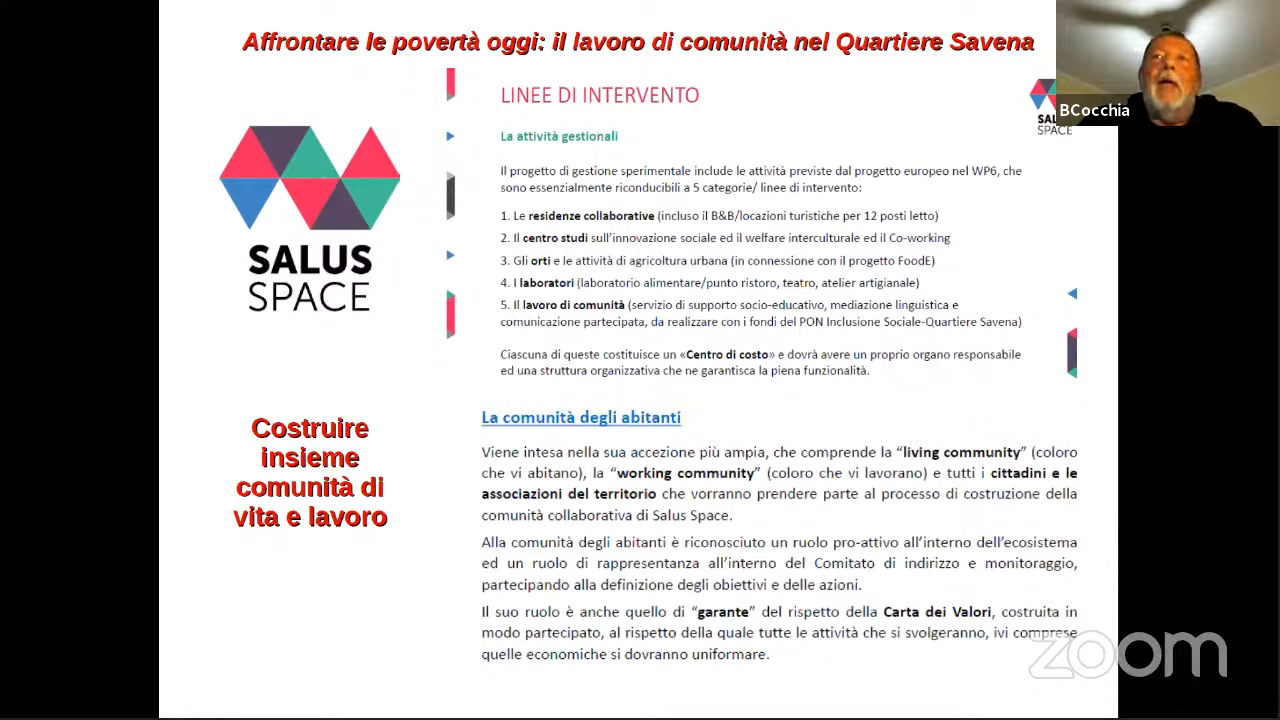 Affrontare le povertà oggi: il lavoro di comunità nel Quartiere Savena
BCocchia
LINEE DI INTERVENTO
SALUS
SPACE
La attività gestionali
Il progetto di gestione sperimentale include le attività previste dal progetto europeo nel WP6, che
sono essenzialmente riconducibili a 5 categorie/ linee di intervento:
1. Le residenze collaborative (incluso il B&B/locazioni turistiche per 12 posti letto)
2. Il centro studi sull'innovazione sociale ed il welfare interculturale ed il Co-working
3. Gli orti e le attività di agricoltura urbana (in connessione con il progetto FoodE)
4. I laboratori (laboratorio alimentare/punto ristoro, teatro, atelier artigianale)
5. Il lavoro di comunità (servizio di supporto socio-educativo, mediazione linguistica e
comunicazione partecipata, da realizzare con i fondi del PON Inclusione Sociale-Quartiere Savena)
Ciascuna di queste costituisce un «Centro di costo» e dovrà avere un proprio organo responsabile
ed una struttura organizzativa che ne garantisca la piena funzionalità.
SALUS
SPACE
Costruire
insieme
comunità di
vita e lavoro
La comunità degli abitanti
Viene intesa nella sua accezione più ampia, che comprende la “living community” (coloro
che vi abitano), la “working community” (coloro che vi lavorano) e tutti i cittadini e le
associazioni del territorio che vorranno prendere parte al processo di costruzione della
comunità collaborativa di Salus Space.
Alla comunità degli abitanti è riconosciuto un ruolo pro-attivo all'interno dell'ecosistema
ed un ruolo di rappresentanza all'interno del Comitato di indirizzo e monitoraggio,
partecipando alla definizione degli obiettivi e delle azioni.
Il suo ruolo è anche quello di “garante” del rispetto della Carta dei Valori, costruita in
modo partecipato, al rispetto della quale tutte le attività che si svolgeranno, ivi comprese
quelle economiche si dovranno uniformare.
zoom